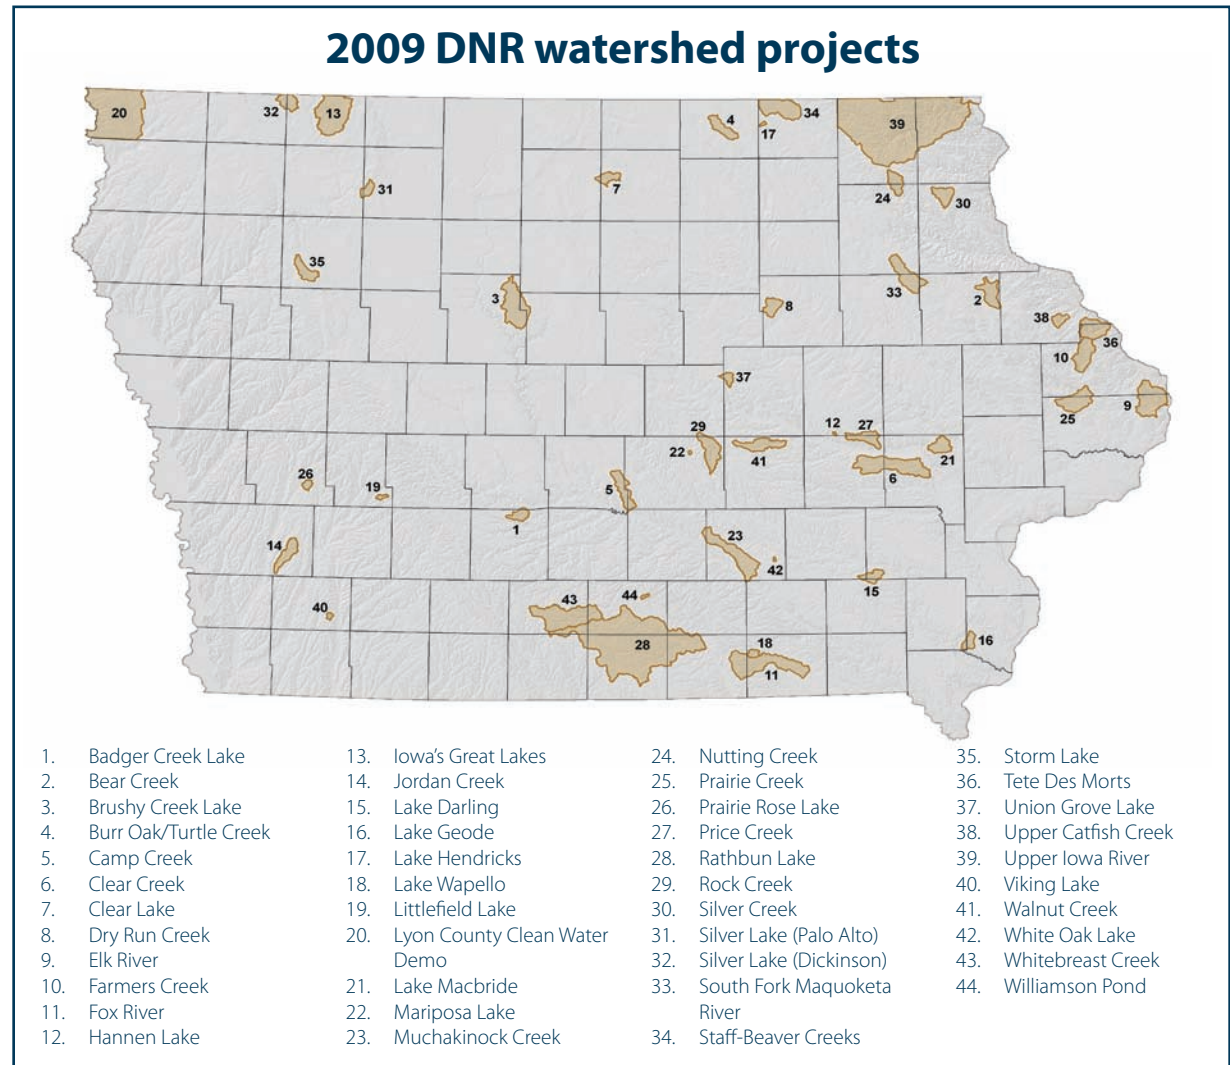 2009 DNR watershed projects
20
32
13
4
34
17
39
31
7
24
30
35
3
33
2
8
38
36
10
37
9
25
29
12
27
22
41
21
6
26
19
5
1
14
23
42
15
40
43
44
28
18
11
16
1. Badger Creek Lake
2. Bear Creek
3. Brushy Creek Lake
4. Burr Oak/Turtle Creek
5. Camp Creek
6. Clear Creek
7. Clear Lake
8. Dry Run Creek
9. Elk River
10. Farmers Creek
11. Fox River
12. Hannen Lake
13. Iowa's Great Lakes
14. Jordan Creek
15. Lake Darling
16. Lake Geode
17. Lake Hendricks
18. Lake Wapello
19. Littlefield Lake
20. Lyon County Clean Water
Demo
21. Lake Macbride
22. Mariposa Lake
23. Muchakinock Creek
24. Nutting Creek
25. Prairie Creek
26. Prairie Rose Lake
27. Price Creek
28. Rathbun Lake
29. Rock Creek
30. Silver Creek
31. Silver Lake (Palo Alto)
32. Silver Lake (Dickinson)
33. South Fork Maquoketa
River
34. Staff-Beaver Creeks
35. Storm Lake
36. Tete Des Morts
37. Union Grove Lake
38. Upper Catfish Creek
39. Upper Iowa River
40. Viking Lake
41. Walnut Creek
42. White Oak Lake
43. Whitebreast Creek
44. Williamson Pond